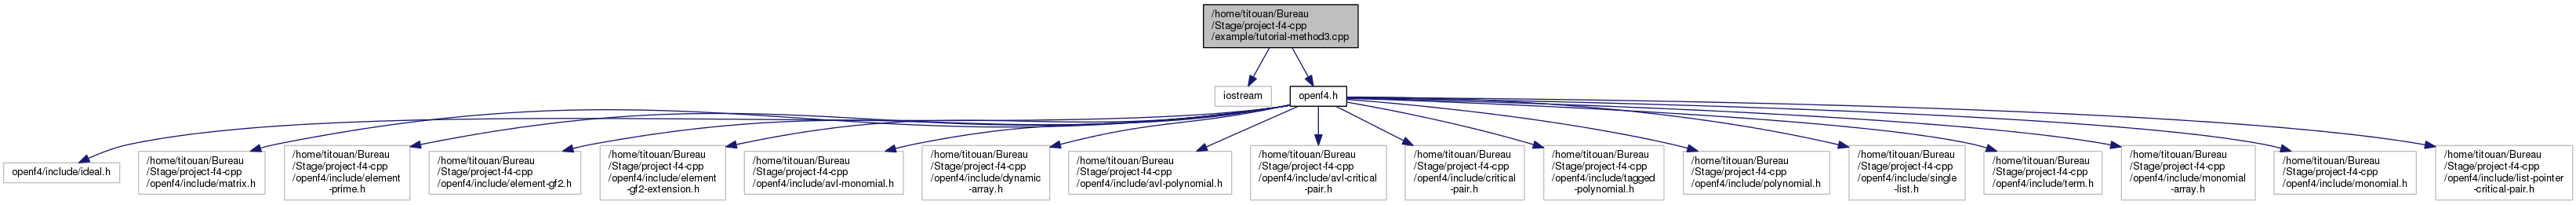 /home/titouan/Bureau
/Stage/project-f4-cpp
/example/tutorial-method3.cpp
iostream
openf4.h
openf4/include/ideal.h
/home/titouan/Bureau
/Stage/project-f4-cpp
/openf4/include/matrix.h
/home/titouan/Bureau
/Stage/project-f4-cpp
/openf4/include/element
-prime.h
/home/titouan/Bureau
/Stage/project-f4-cpp
/openf4/include/element-gf2.h
/home/titouan/Bureau
/Stage/project-f4-cpp
/openf4/include/element
-gf2-extension.h
/home/titouan/Bureau
/Stage/project-f4-cpp
/openf4/include/avl-monomial.h
/home/titouan/Bureau
/Stage/project-f4-cpp
/openf4/include/dynamic
-array.h
/home/titouan/Bureau
/Stage/project-f4-cpp
/openf4/include/avl-polynomial.h
/home/titouan/Bureau
/Stage/project-f4-cpp
/openf4/include/avl-critical
-pair.h
/home/titouan/Bureau
/Stage/project-f4-cpp
/openf4/include/critical
-pair.h
/home/titouan/Bureau
/Stage/project-f4-cpp
/openf4/include/tagged
-polynomial.h
/home/titouan/Bureau
/Stage/project-f4-cpp
/openf4/include/polynomial.h
/home/titouan/Bureau
/Stage/project-f4-cpp
/openf4/include/single
-list.h
/home/titouan/Bureau
/Stage/project-f4-cpp
/openf4/include/term.h
/home/titouan/Bureau
/Stage/project-f4-cpp
/openf4/include/monomial
-array.h
/home/titouan/Bureau
/Stage/project-f4-cpp
/openf4/include/monomial.h
/home/titouan/Bureau
/Stage/project-f4-cpp
/openf4/include/list-pointer
-critical-pair.h